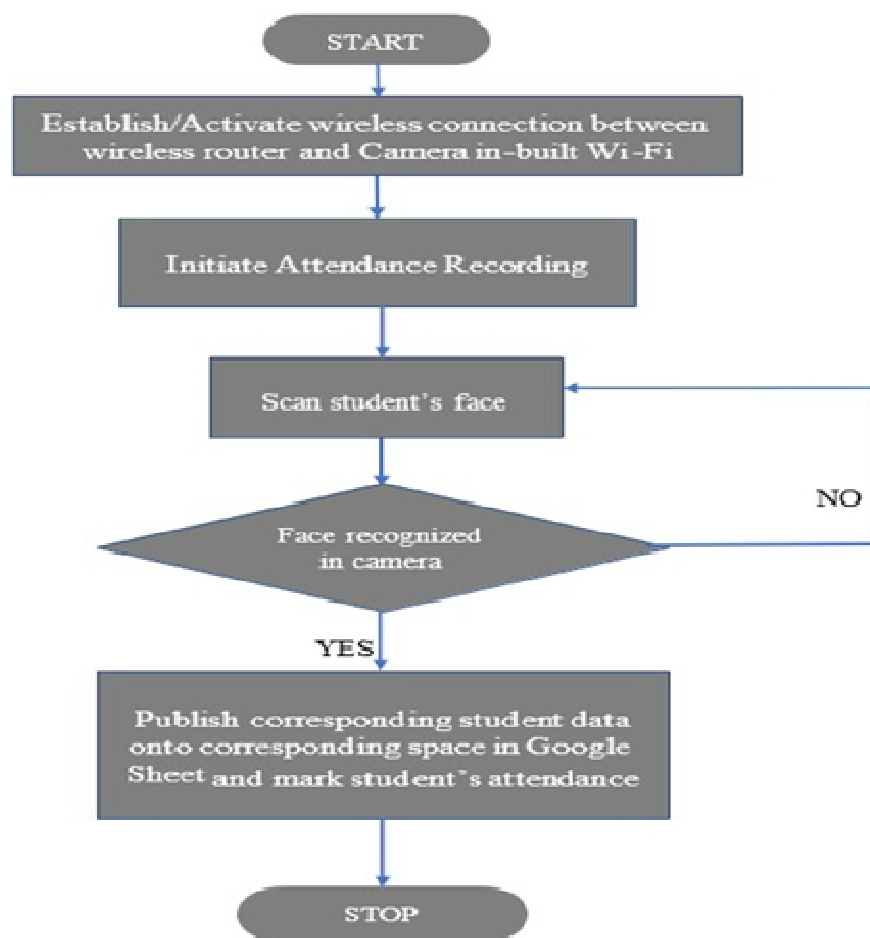 START
Establish/Activate wireless connection between
wireless router and Camera in-built Wi-Fi
Initiate Attendance Recording
Scan student's face
NO
Face recognized
in camera
YES
Publish corresponding student data
onto corresponding space in Google
Sheet and mark student's attendance
STOP